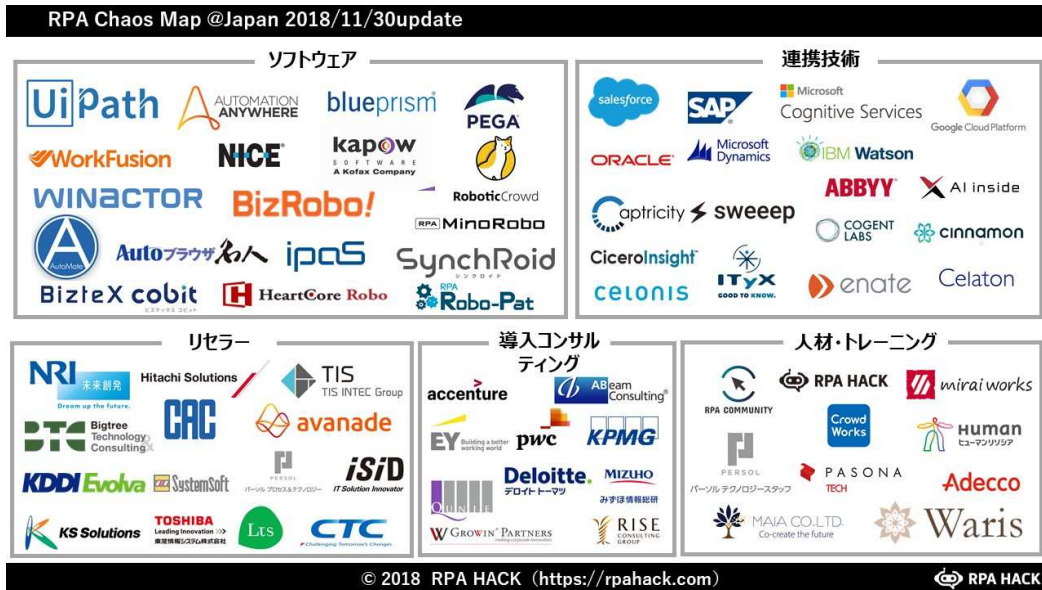 RPA Chaos Map @Japan 2018/11/30update
ソフトウェア
UiPath
AUTOMATION
ANYWHERE
blueprism
PEGA
WorkFusion
NICE
kapow
SOFTWARE
A Kofax Company
RoboticCrowd
WINACTOR
BizRobo!
RPA MinoRobo
AutoMate
Autoブラウザ名人
ipaS
SynchRoid
シンクロイド
BizteX cobit
ビズテックス コビット
HeartCore Robo
RPA
Robo-Pat
連携技術
salesforce
SAP
Microsoft
Cognitive Services
Google Cloud Platform
ORACLE
Microsoft
Dynamics
IBM Watson
ABBYY
AI inside
Captricity
sweeep
COGENT
LABS
cinnamon
CiceroInsight
ITyX
GOOD TO KNOW.
enate
Celaton
celonis
リセラー
NRI
未来創発
Dream up the future.
Hitachi Solutions
TIS
TIS INTEC Group
BTC
Bigtree
Technology &
Consulting
CAC
avanade
KDDI Evolva
SystemSoft
PERSOL
パーソル プロセス&テクノロジー
iSiD
IT Solution Innovator
KS Solutions
TOSHIBA
Leading Innovation >>>
東芝情報システム株式会社
LTS
CTC
Challenging Tomorrow's Changes
導入コンサル
ティング
accenture
ABeam
Consulting
EY
Building a better
working world
pwc
KPMG
QUNIE
Deloitte.
デロイト トーマツ
MIZUHO
みずほ情報総研
GROWIN' PARTNERS
making corporate innovation
RISE
CONSULTING
GROUP
人材・トレーニング
RPA COMMUNITY
RPA HACK
mirai works
Crowd
Works
Human
ヒューマンリソシア
PERSOL
パーソル テクノロジースタッフ
PASONA
TECH
Adecco
MAIA CO.LTD.
Co-create the future
Waris
© 2018 RPA HACK（https://rpahack.com）
RPA HACK